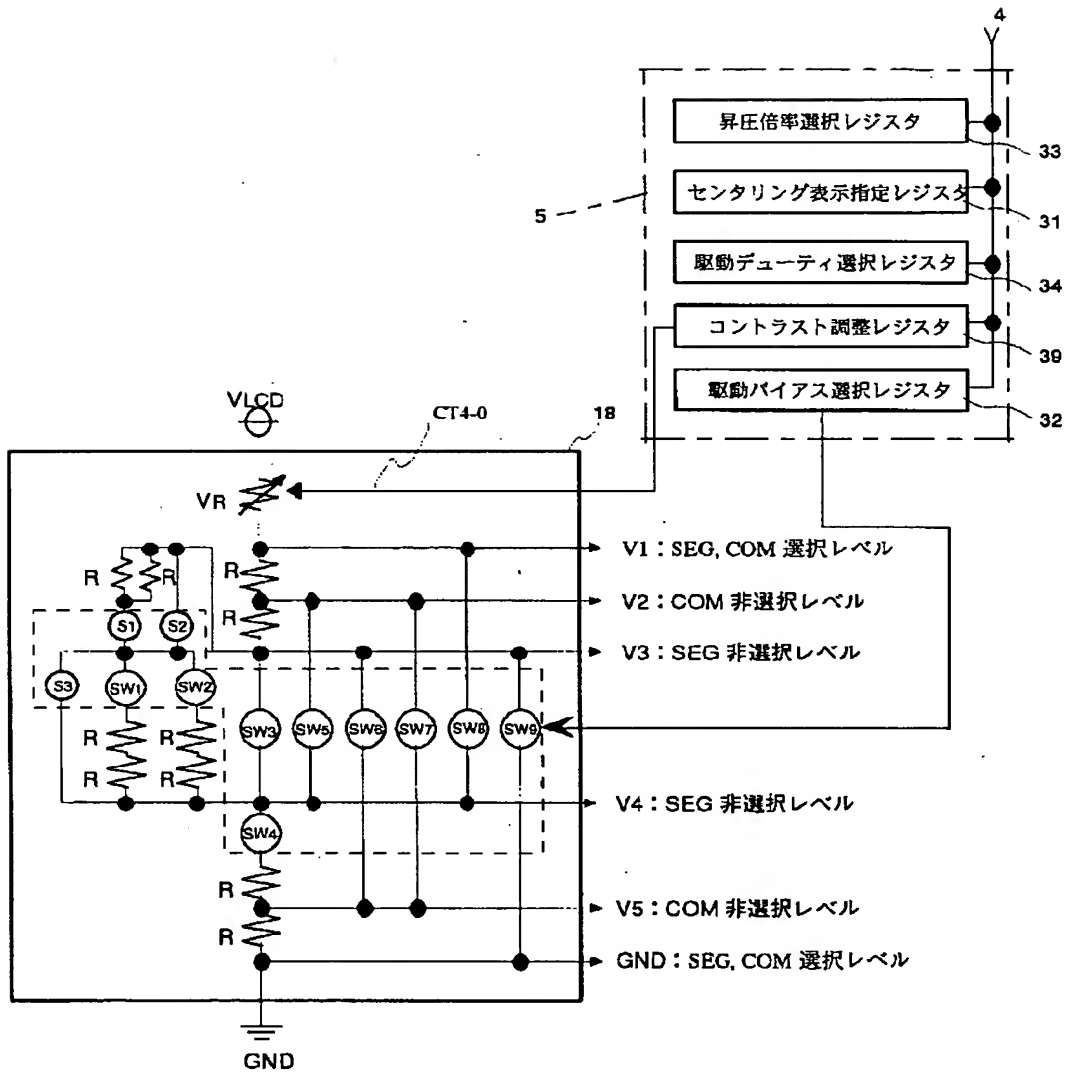 4
昇圧倍率選択レジスタ
33
センタリング表示指定レジスタ
31
5
駆動デューティ選択レジスタ
34
コントラスト調整レジスタ
39
駆動バイアス選択レジスタ
32
VLCD
CT4-0
18
VR
V1：SEG, COM 選択レベル
R
R
R
V2：COM 非選択レベル
R
S1
S2
V3：SEG 非選択レベル
S3
SW1
SW2
SW3
SW5
SW6
SW7
SW8
SW9
R
R
R
R
V4：SEG 非選択レベル
SW4
R
V5：COM 非選択レベル
R
GND：SEG, COM 選択レベル
GND